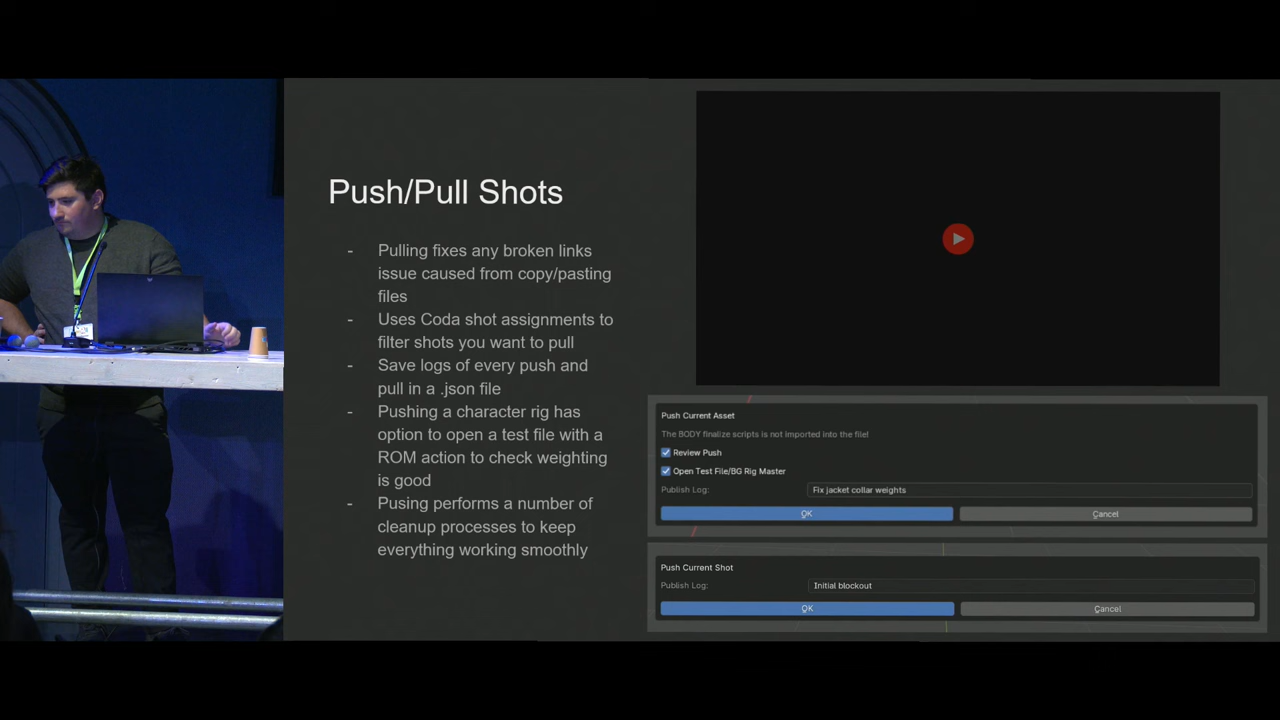 Push/Pull Shots
- Pulling fixes any broken links
issue caused from copy/pasting
files
- Uses Coda shot assignments to
filter shots you want to pull
- Save logs of every push and
pull in a .json file
- Pushing a character rig has
option to open a test file with a
ROM action to check weighting
is good
- Pusing performs a number of
cleanup processes to keep
everything working smoothly
Push Current Asset
The BODY finalize scripts is not imported into the file!
Review Push
Open Test File/BG Rig Master
Publish Log: Fix jacket collar weights
OK Cancel
Push Current Shot
Publish Log: Initial blockout
OK Cancel